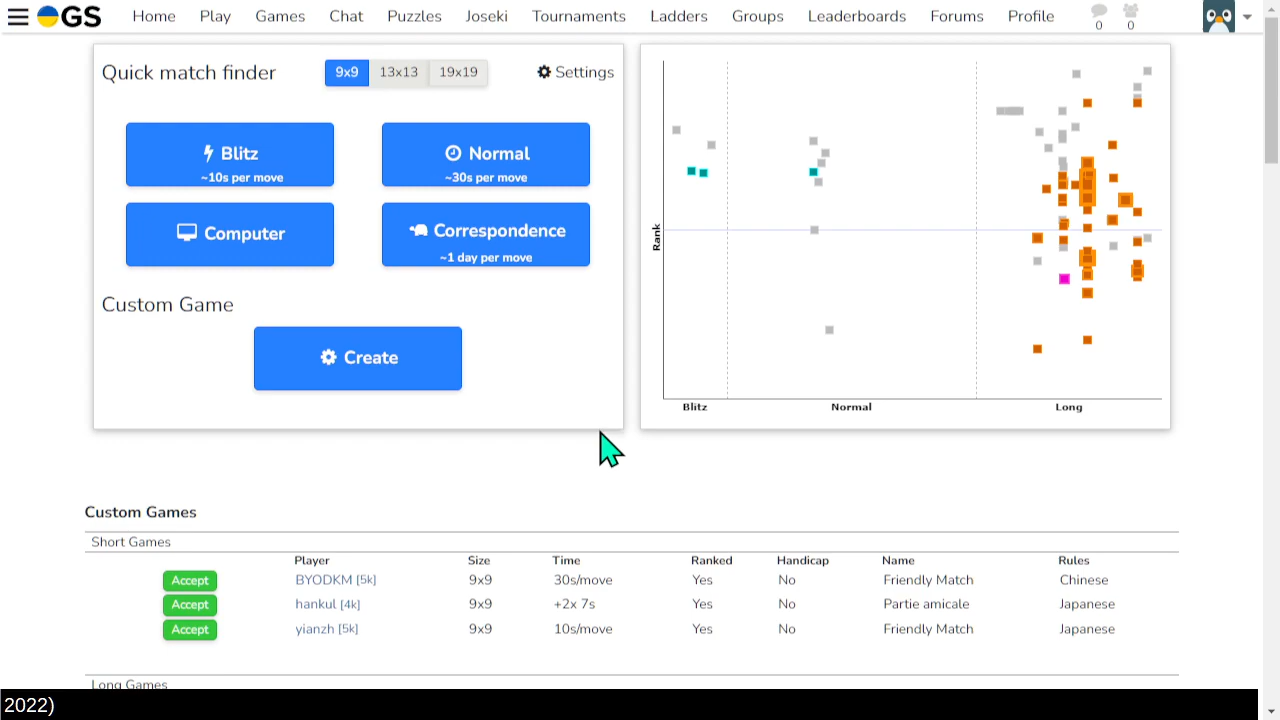 OGS Home Play Games Chat Puzzles Joseki Tournaments Ladders Groups Leaderboards Forums Profile 0 0
Quick match finder 9x9 13x13 19x19 Settings
Blitz
~10s per move
Normal
~30s per move
Computer
Correspondence
~1 day per move
Custom Game
Create
Rank
Blitz Normal Long
Custom Games
Short Games
Player Size Time Ranked Handicap Name Rules
Accept BYODKM [5k] 9x9 30s/move Yes No Friendly Match Chinese
Accept hankul [4k] 9x9 +2x 7s Yes No Partie amicale Japanese
Accept yianzh [5k] 9x9 10s/move Yes No Friendly Match Japanese
Long Games
2022)